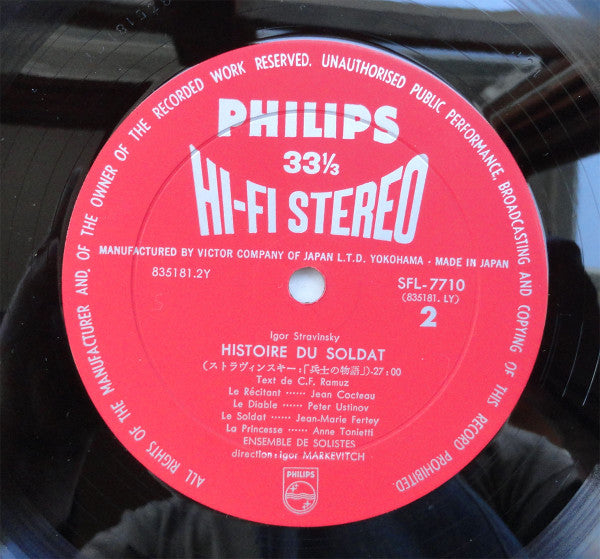 ALL RIGHTS OF THE MANUFACTURER AND OF THE OWNER OF THE RECORDED WORK RESERVED. UNAUTHORISED PUBLIC PERFORMANCE, BROADCASTING AND COPYING OF THIS RECORD PROHIBITED
PHILIPS
33⅓
HI-FI STEREO
MANUFACTURED BY VICTOR COMPANY OF JAPAN L.T.D. YOKOHAMA · MADE IN JAPAN
835181.2Y
SFL-7710
(835181. LY)
2
Igor Stravinsky
HISTOIRE DU SOLDAT
(ストラヴィンスキー:「兵士の物語」)-27:00
Text de C.F. Ramuz
Le Récitant ······ Jean Cocteau
Le Diable ······ Peter Ustinov
Le Soldat ······ Jean-Marie Fertey
La Princesse ······ Anne Tonietti
ENSEMBLE DE SOLISTES
direction : Igor MARKEVITCH
PHILIPS